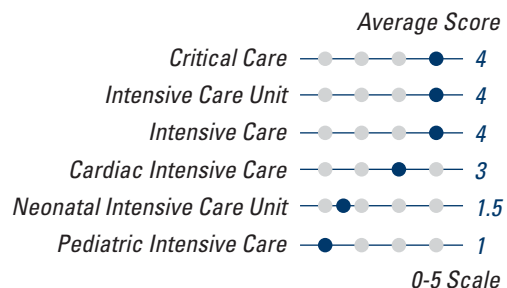 Average Score
Critical Care 4
Intensive Care Unit 4
Intensive Care 4
Cardiac Intensive Care 3
Neonatal Intensive Care Unit 1.5
Pediatric Intensive Care 1
0-5 Scale